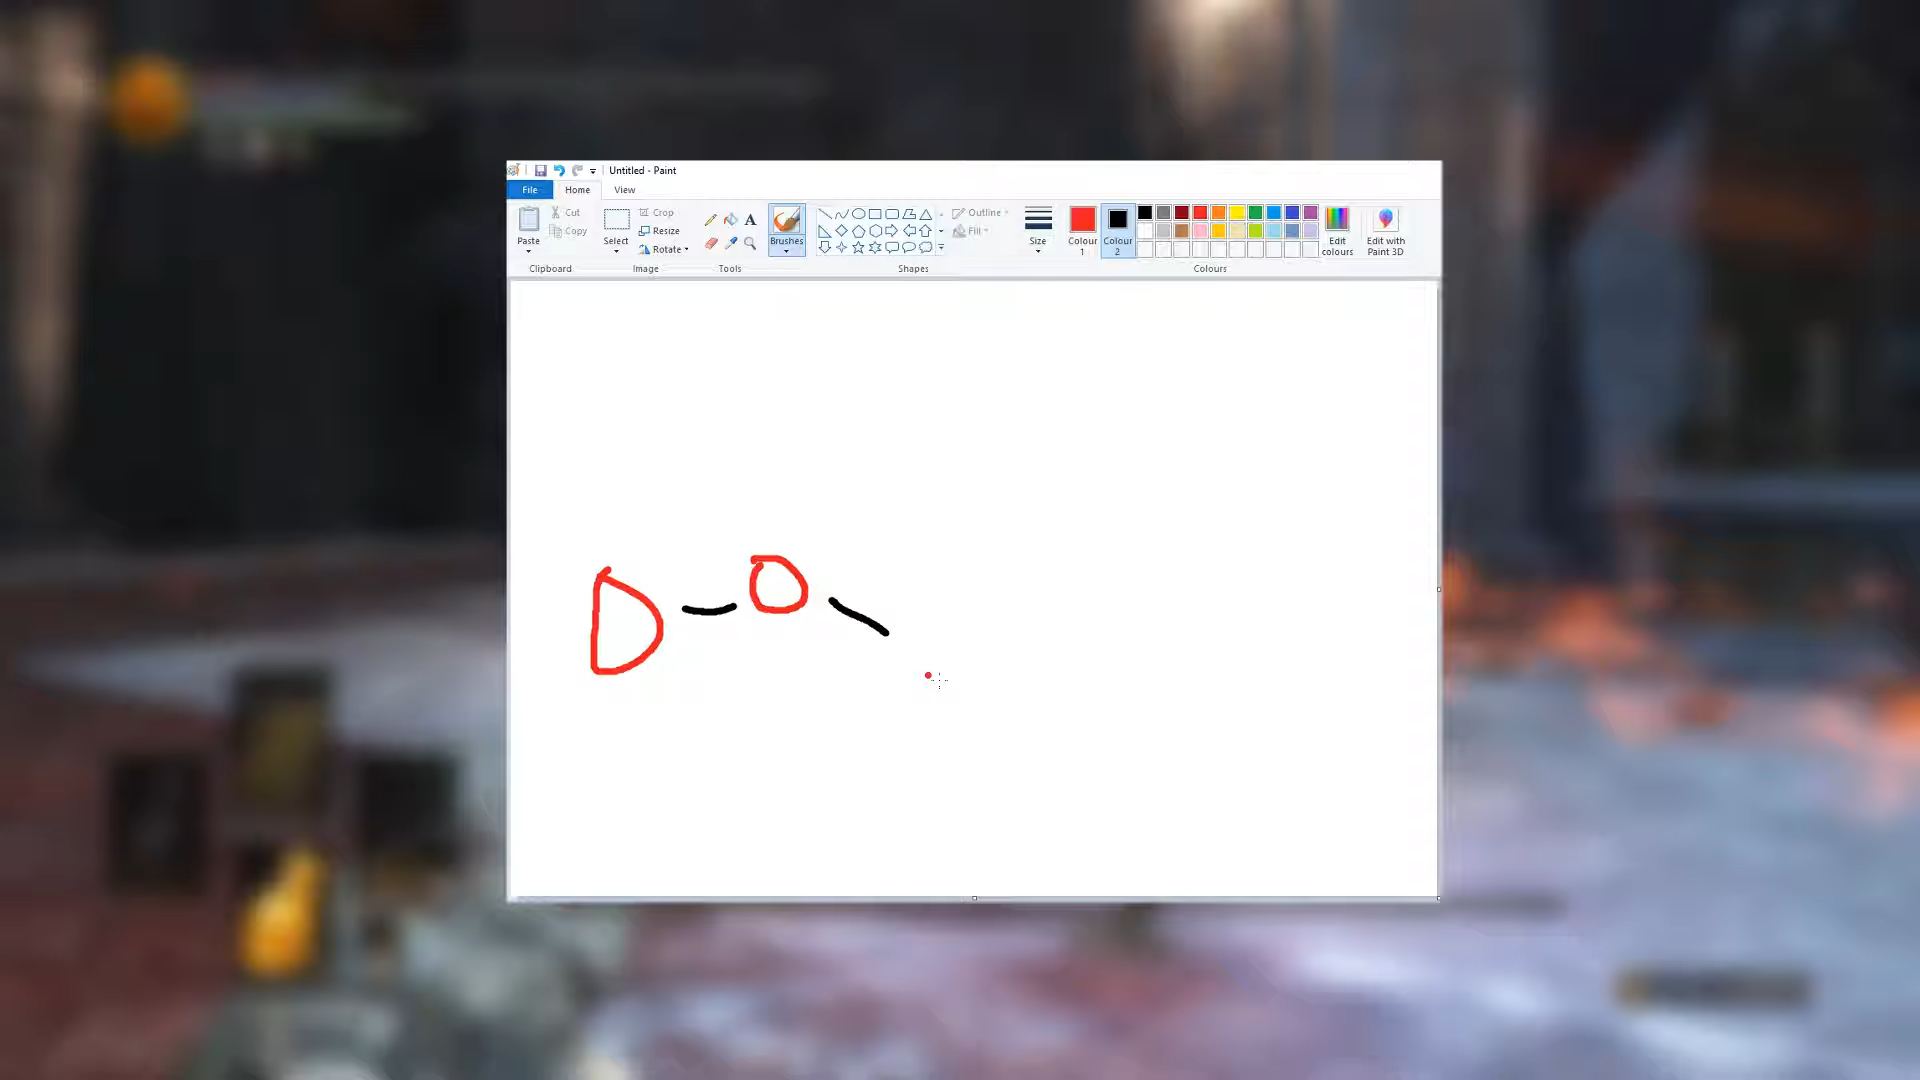 Untitled - Paint
File Home View
Paste
Cut
Copy
Clipboard
Select
Crop
Resize
Rotate
Image
A
Tools
Brushes
Shapes
Outline
Fill
Size
Colour 1
Colour 2
Colours
Edit colours
Edit with Paint 3D
D - O